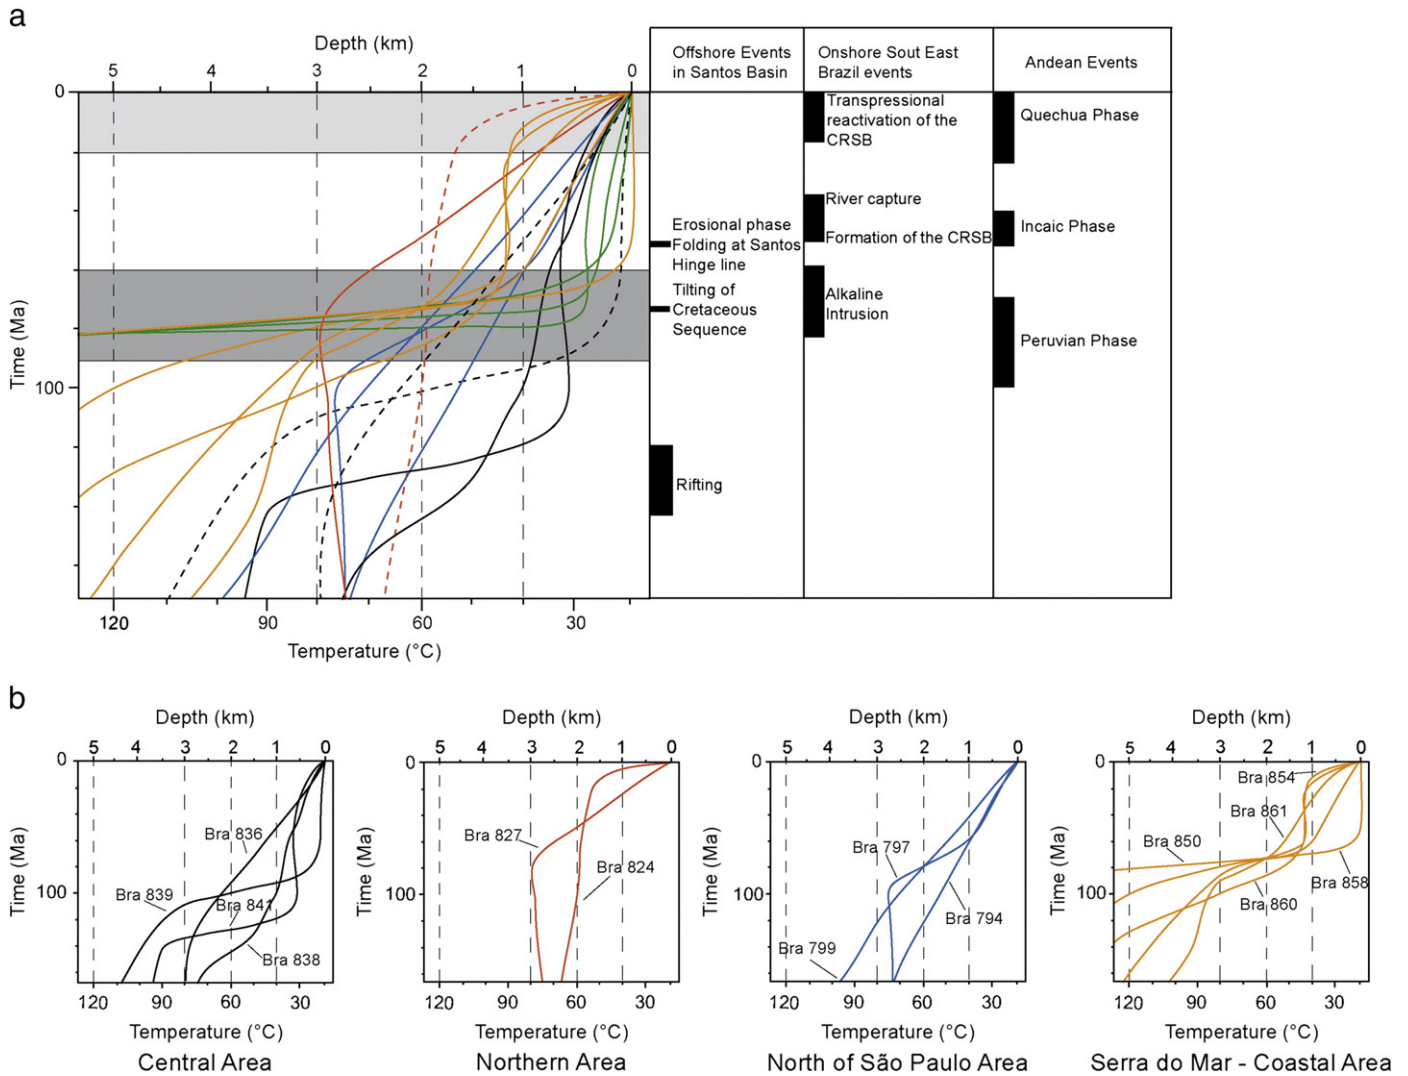 a
Depth (km)
5 4 3 2 1 0
Offshore Events
in Santos Basin
Onshore Sout East
Brazil events
Andean Events
0
100
Time (Ma)
Transpressional
reactivation of the
CRSB
Quechua Phase
River capture
Erosional phase
Folding at Santos
Hinge line
Formation of the CRSB
Incaic Phase
Tilting of
Cretaceous
Sequence
Alkaline
Intrusion
Peruvian Phase
Rifting
120 90 60 30
Temperature (°C)
b
Depth (km)
5 4 3 2 1 0
0
100
Time (Ma)
Bra 836
Bra 839
Bra 841
Bra 838
120 90 60 30
Temperature (°C)
Central Area
Depth (km)
5 4 3 2 1 0
0
100
Time (Ma)
Bra 827
Bra 824
120 90 60 30
Temperature (°C)
Northern Area
Depth (km)
5 4 3 2 1 0
0
100
Time (Ma)
Bra 797
Bra 794
Bra 799
120 90 60 30
Temperature (°C)
North of São Paulo Area
Depth (km)
5 4 3 2 1 0
0
100
Time (Ma)
Bra 854
Bra 861
Bra 850
Bra 858
Bra 860
120 90 60 30
Temperature (°C)
Serra do Mar - Coastal Area